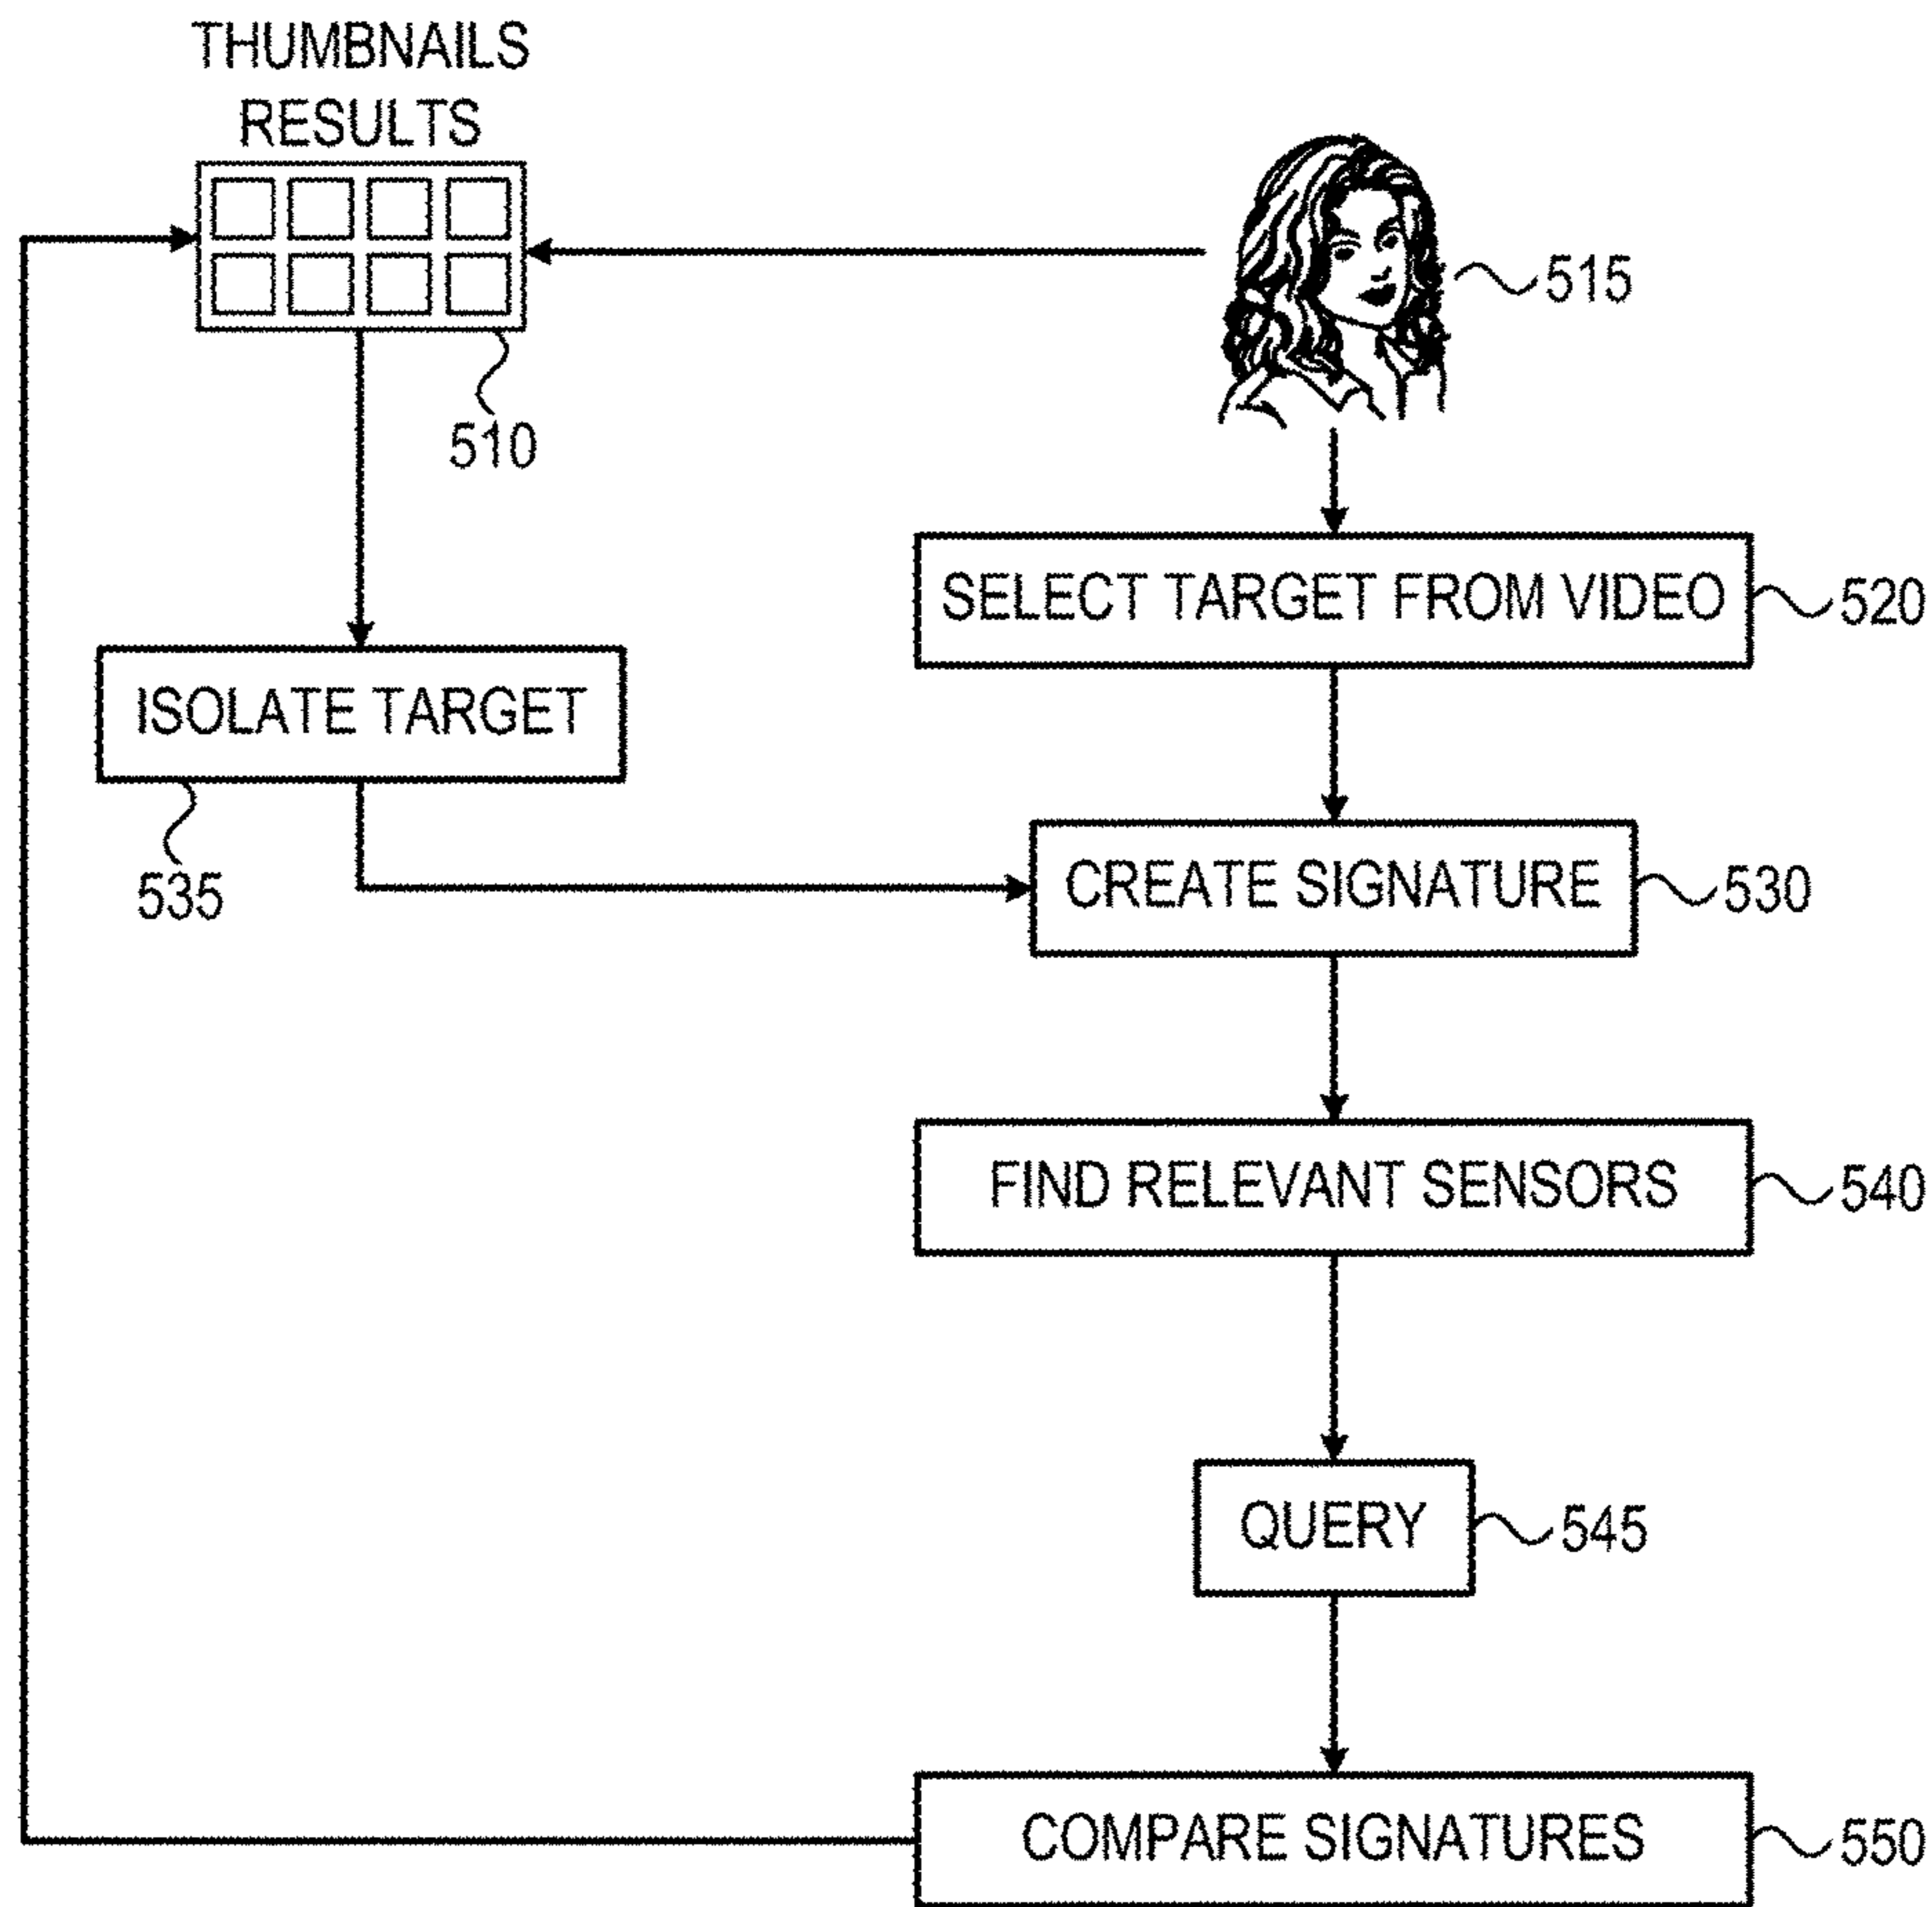 THUMBNAILS
RESULTS
515
510
SELECT TARGET FROM VIDEO
520
ISOLATE TARGET
535
CREATE SIGNATURE
530
FIND RELEVANT SENSORS
540
QUERY
545
COMPARE SIGNATURES
550